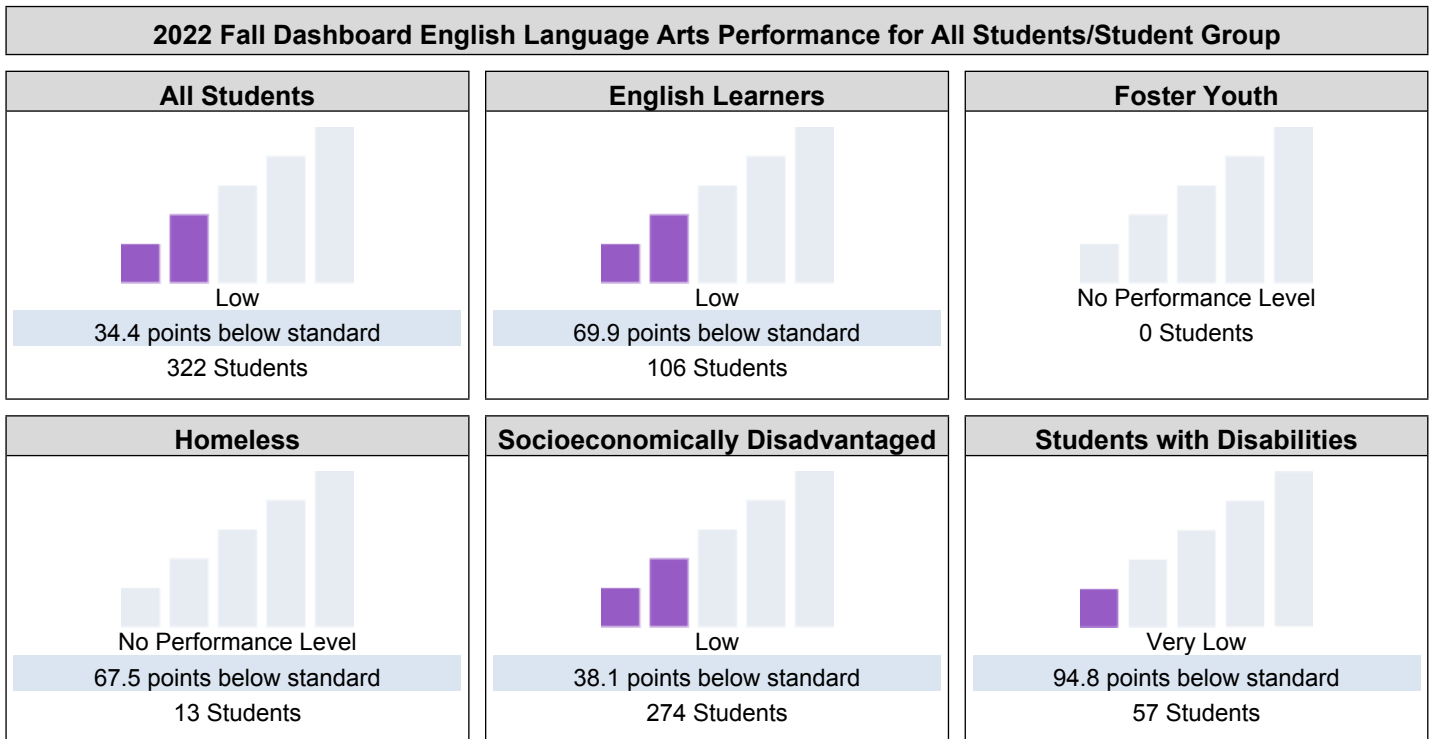 2022 Fall Dashboard English Language Arts Performance for All Students/Student Group
All Students
Low
34.4 points below standard
322 Students
English Learners
Low
69.9 points below standard
106 Students
Foster Youth
No Performance Level
0 Students
Homeless
No Performance Level
67.5 points below standard
13 Students
Socioeconomically Disadvantaged
Low
38.1 points below standard
274 Students
Students with Disabilities
Very Low
94.8 points below standard
57 Students